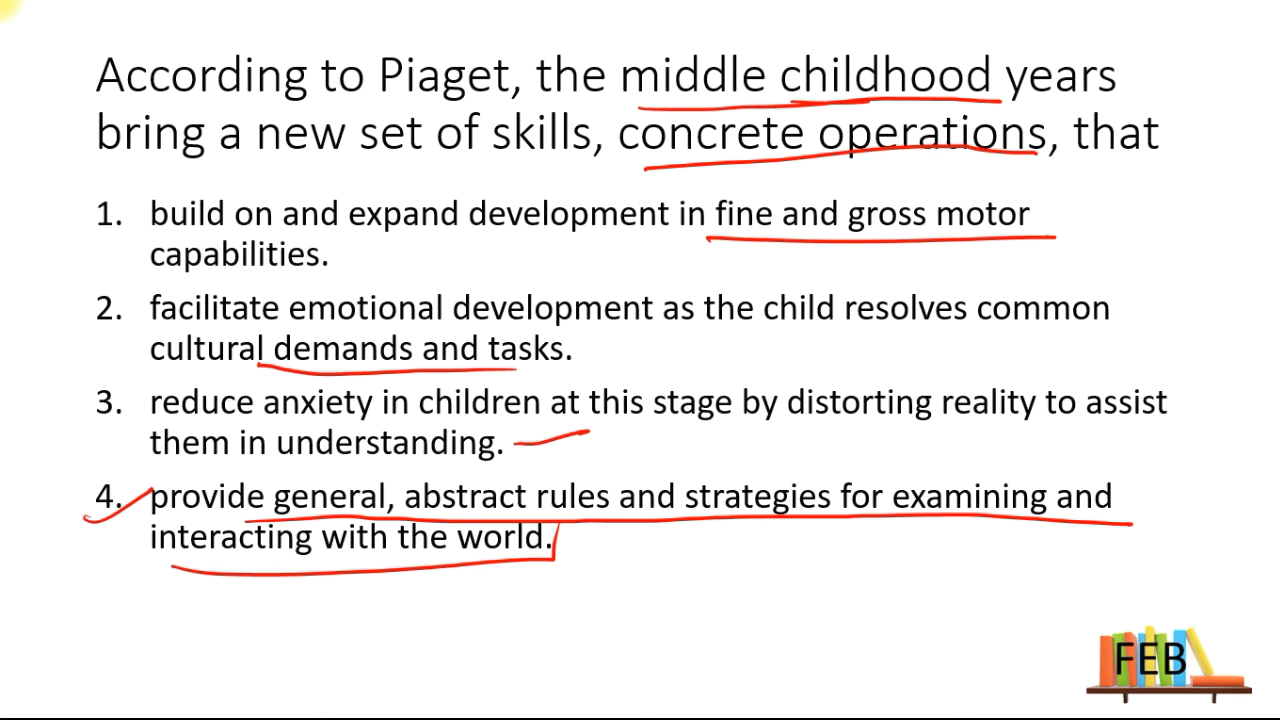 According to Piaget, the middle childhood years
bring a new set of skills, concrete operations, that
1. build on and expand development in fine and gross motor
capabilities.
2. facilitate emotional development as the child resolves common
cultural demands and tasks.
3. reduce anxiety in children at this stage by distorting reality to assist
them in understanding.
4. provide general, abstract rules and strategies for examining and
interacting with the world.
FEB